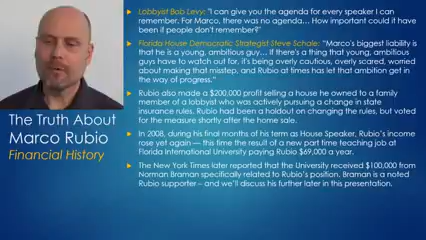 Lobbyist Bob Levy: "I can give you the agenda for every speaker I can
remember. For Marco, there was no agenda… How important could it have
been if people don't remember?"
Florida House Democratic Strategist Steve Schale: "Marco's biggest liability is
that he is a young, ambitious guy… If there's a thing that young, ambitious
guys have to watch out for, it's being overly cautious, overly scared, worried
about making that misstep, and Rubio at times has let that ambition get in
the way of progress."
Rubio also made a $200,000 profit selling a house he owned to a family
member of a lobbyist who was actively pursuing a change in state
insurance rules. Rubio had been a holdout on changing the rules, but voted
for the measure shortly after the home sale.
In 2008, during his final months of his term as House Speaker, Rubio's income
rose yet again — this time the result of a new part time teaching job at
Florida International University paying Rubio $69,000 a year.
The New York Times later reported that the University received $100,000 from
Norman Braman specifically related to Rubio's position. Braman is a noted
Rubio supporter – and we'll discuss his further later in this presentation.
The Truth About
Marco Rubio
Financial History